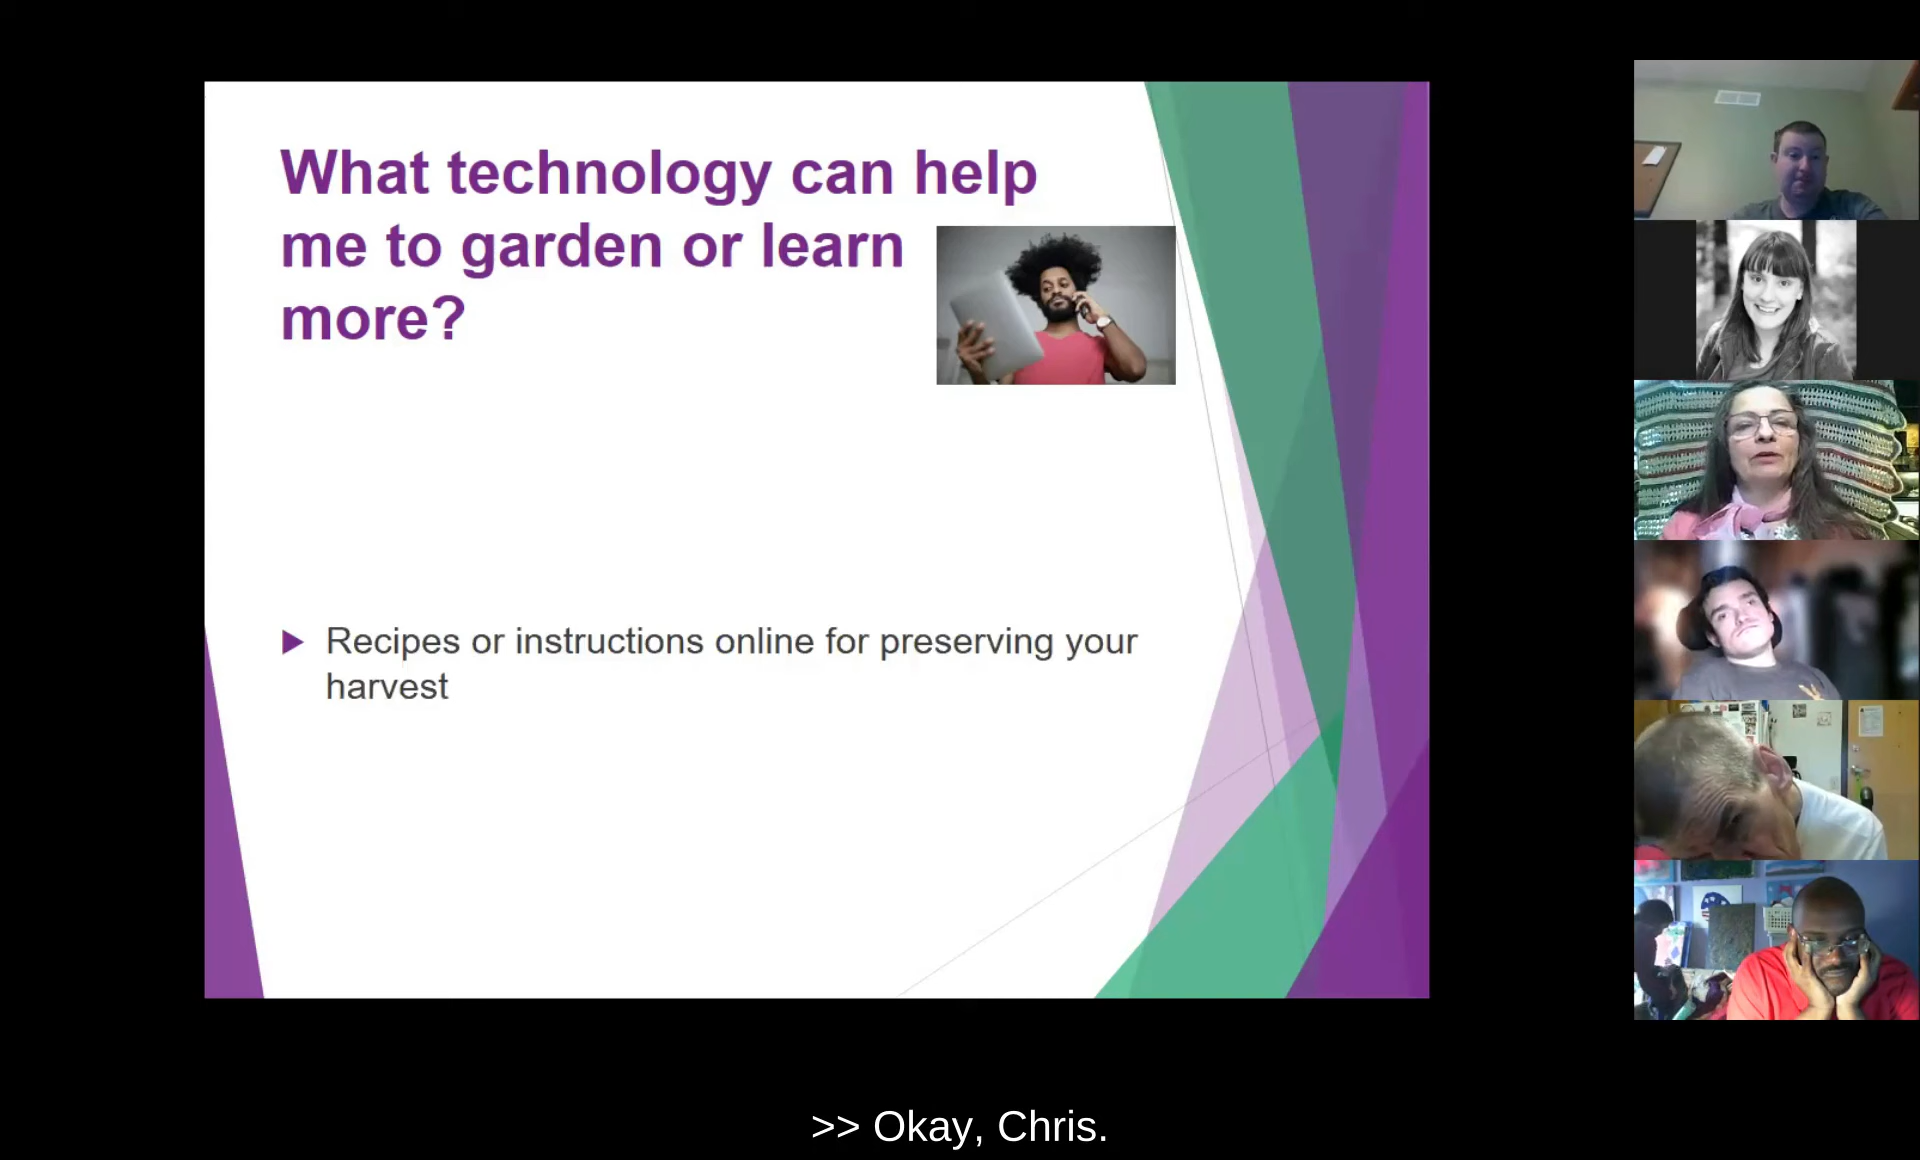 What technology can help
me to garden or learn
more?
Recipes or instructions online for preserving your
harvest
>> Okay, Chris.